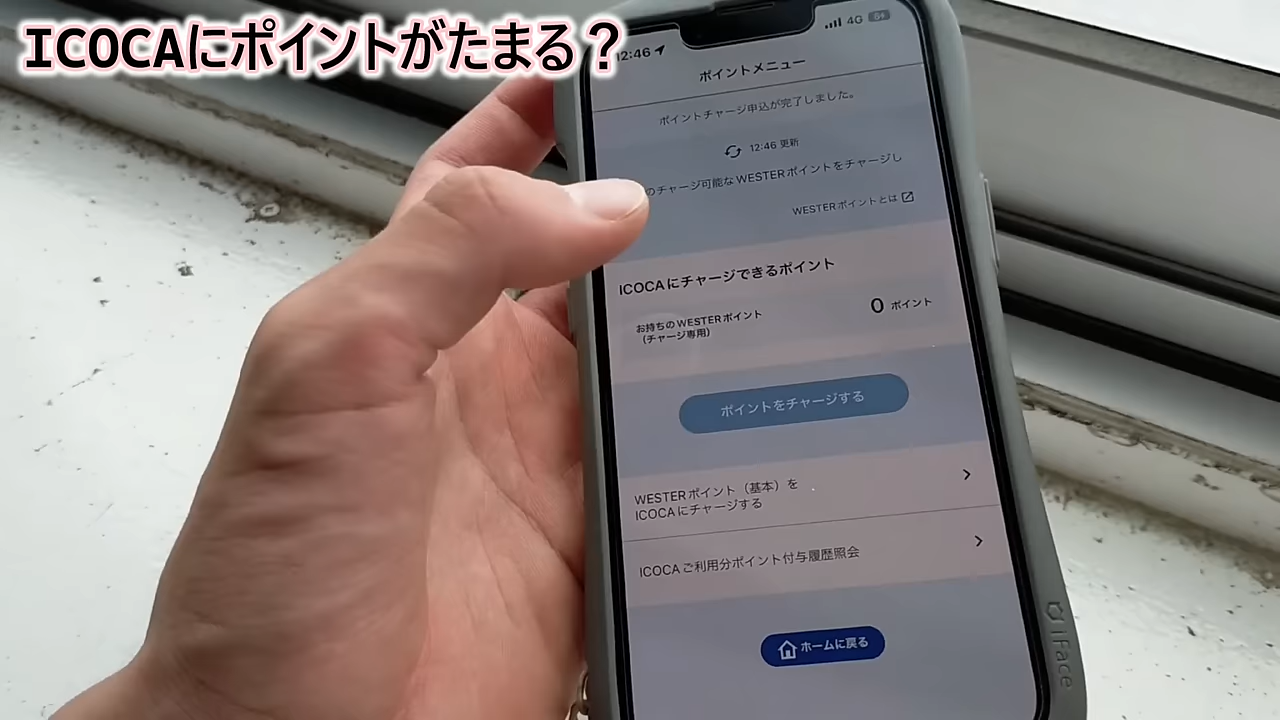 ICOCAにポイントがたまる？
12:46
4G
ポイントメニュー
ポイントチャージ申込が完了しました。
12:46 更新
のチャージ可能なWESTERポイントをチャージし
WESTERポイントとは
ICOCAにチャージできるポイント
お持ちのWESTERポイント
（チャージ専用）
0 ポイント
ポイントをチャージする
WESTERポイント（基本）を
ICOCAにチャージする
ICOCAご利用分ポイント付与履歴照会
ホームに戻る
iFace